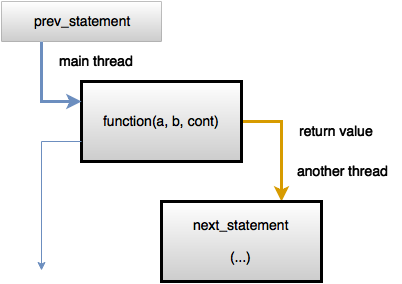 prev_statement
main thread
function(a, b, cont)
return value
another thread
next_statement
(...)